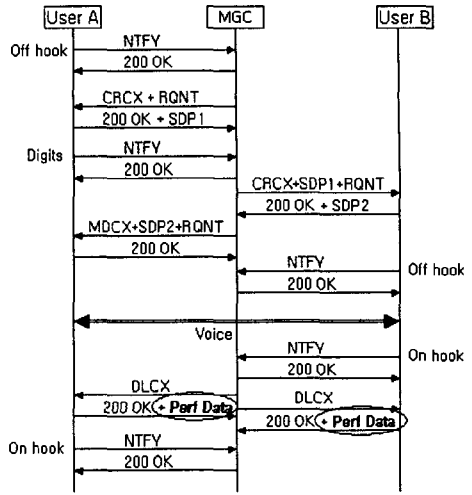 User A MGC User B
NTFY
Off hook
200 OK
CRCX + RQNT
200 OK + SDP1
Digits NTFY
200 OK
CRCX+SDP1+RQNT
200 OK + SDP2
MDCX+SDP2+RQNT
200 OK
NTFY Off hook
200 OK
Voice
NTFY On hook
200 OK
DLCX DLCX
200 OK + Perf Data 200 OK + Perf Data
On hook NTFY
200 OK